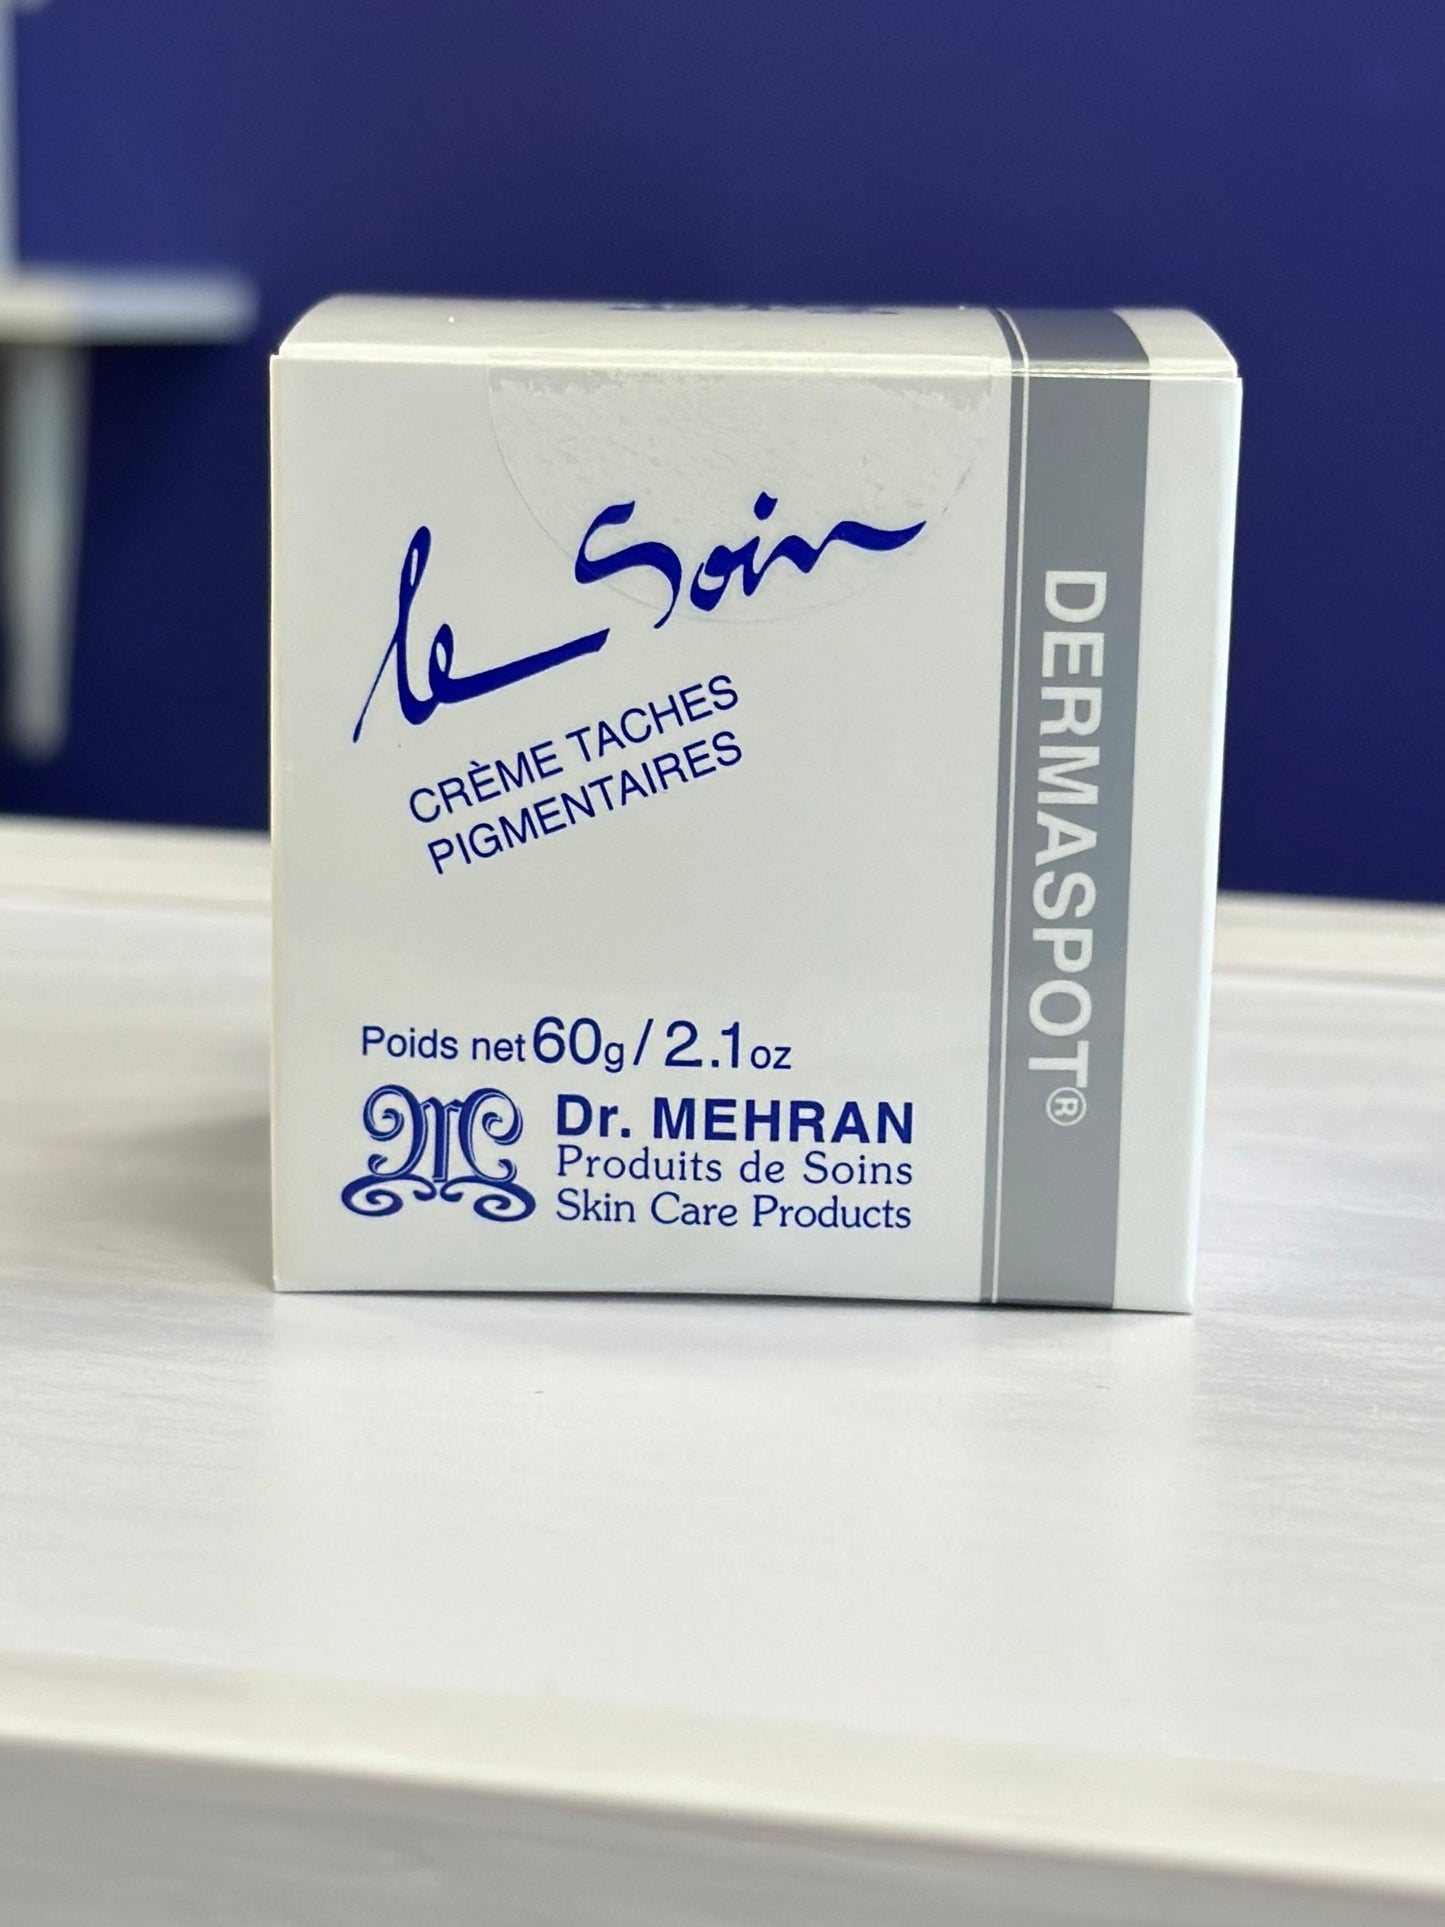 le Soin
CRÈME TACHES
PIGMENTAIRES
Poids net 60g / 2.1oz
Dr. MEHRAN
Produits de Soins
Skin Care Products
DERMASPOT®